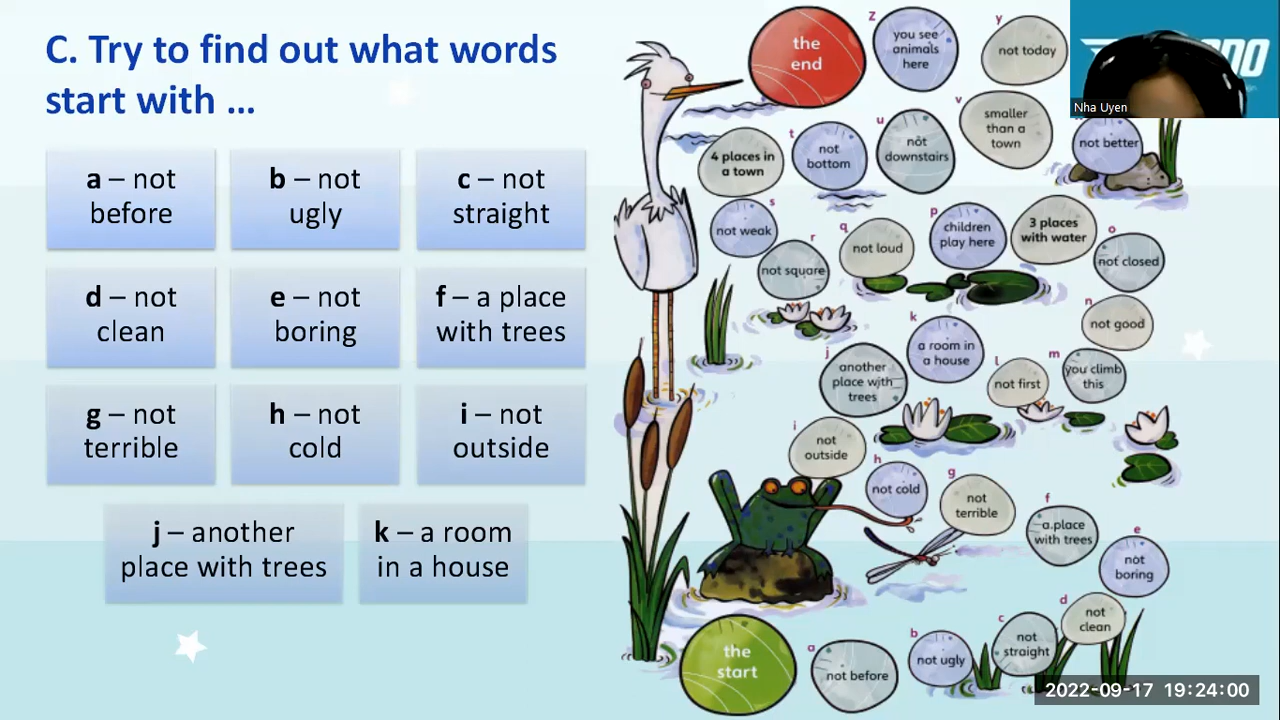 C. Try to find out what words
start with ...
a – not
before
b – not
ugly
c – not
straight
d – not
clean
e – not
boring
f – a place
with trees
g – not
terrible
h – not
cold
i – not
outside
j – another
place with trees
k – a room
in a house
the
end
z
you see
animals
here
y
not today
Nha Uyen
not better
v
smaller
than a
town
u
not
downstairs
t
not
bottom
4 places in
a town
s
not weak
r
not square
q
not loud
p
children
play here
3 places
with water
o
not closed
n
not good
m
you climb
this
l
not first
k
a room in
a house
j
another
place with
trees
i
not
outside
h
not cold
g
not
terrible
f
a place
with trees
e
not
boring
d
not
clean
c
not
straight
b
not ugly
a
not before
the
start
2022-09-17 19:24:00